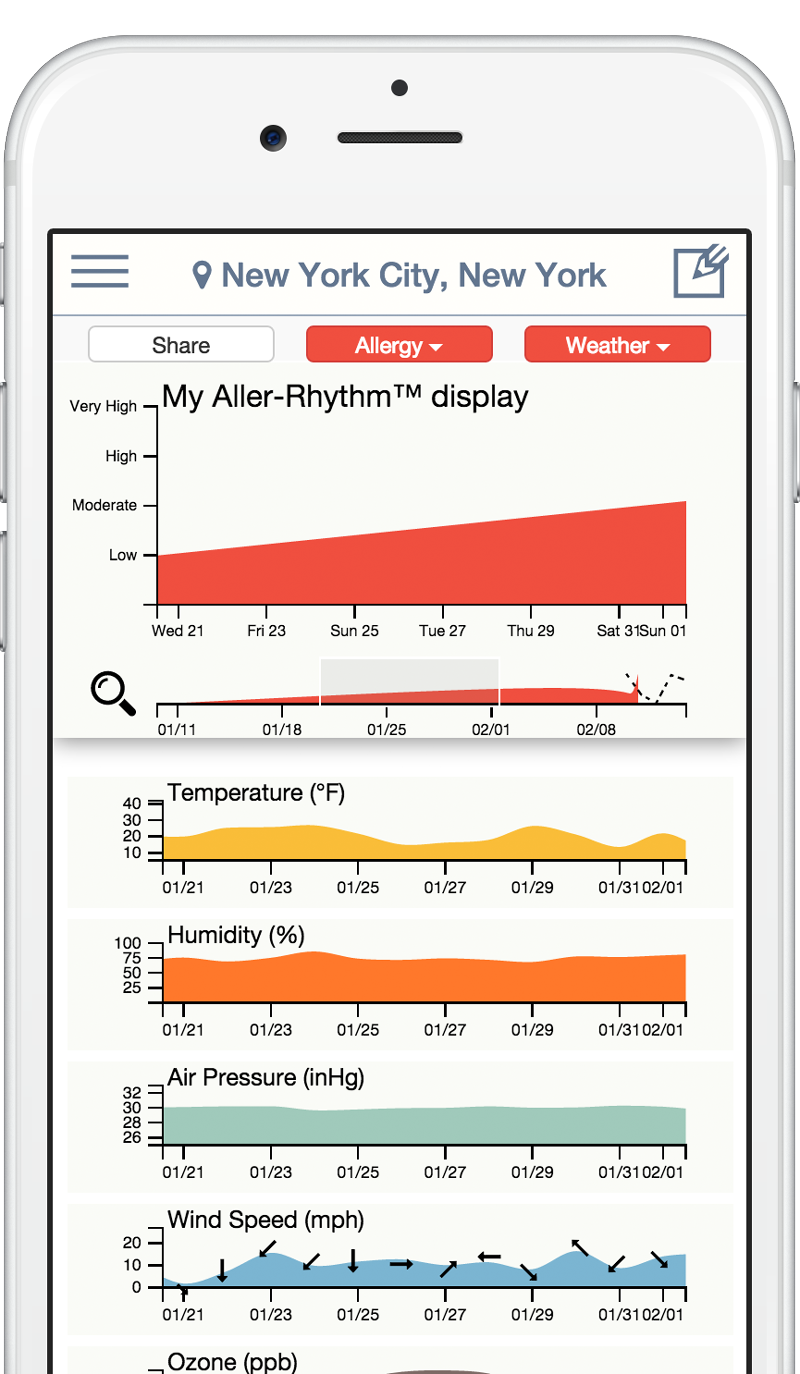 New York City, New York
Share Allergy Weather
My Aller-Rhythm™ display
Very High
High
Moderate
Low
Wed 21 Fri 23 Sun 25 Tue 27 Thu 29 Sat 31 Sun 01
01/11 01/18 01/25 02/01 02/08
Temperature (°F)
40
30
20
10
01/21 01/23 01/25 01/27 01/29 01/31 02/01
Humidity (%)
100
75
50
25
01/21 01/23 01/25 01/27 01/29 01/31 02/01
Air Pressure (inHg)
32
30
28
26
01/21 01/23 01/25 01/27 01/29 01/31 02/01
Wind Speed (mph)
20
10
0
01/21 01/23 01/25 01/27 01/29 01/31 02/01
Ozone (ppb)